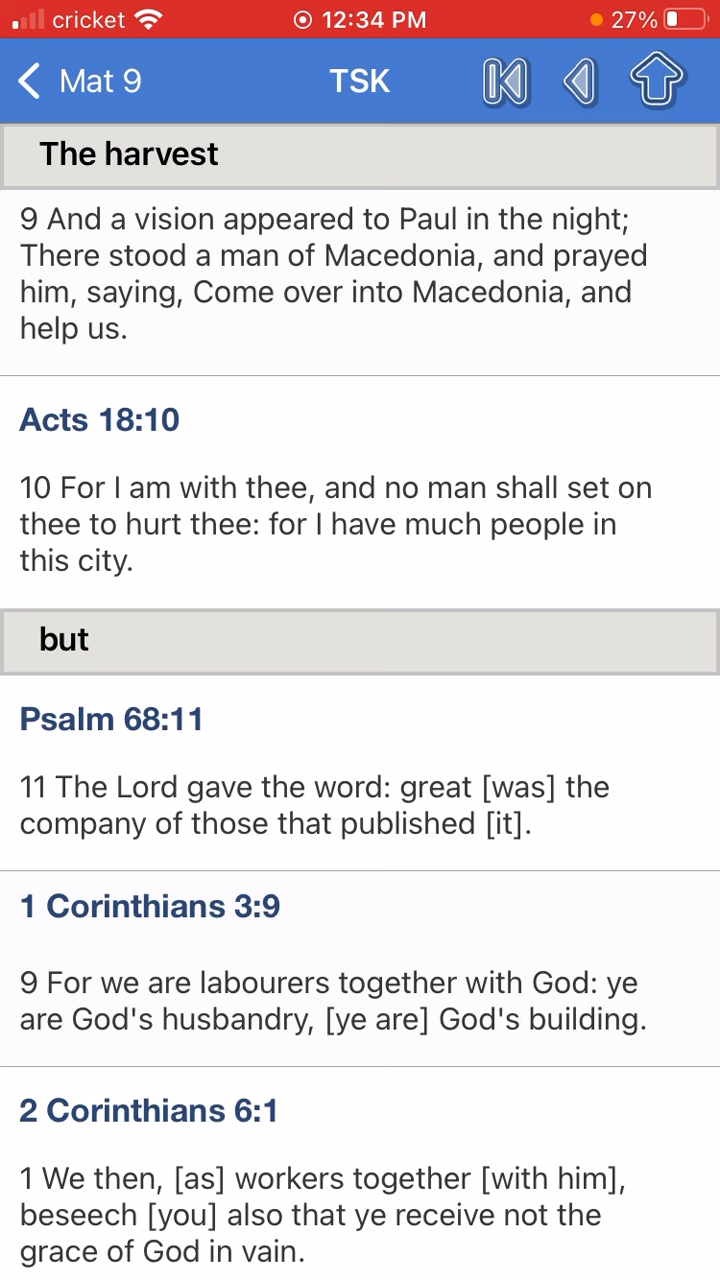 cricket 12:34 PM 27%
Mat 9 TSK
The harvest
9 And a vision appeared to Paul in the night;
There stood a man of Macedonia, and prayed
him, saying, Come over into Macedonia, and
help us.
Acts 18:10
10 For I am with thee, and no man shall set on
thee to hurt thee: for I have much people in
this city.
but
Psalm 68:11
11 The Lord gave the word: great [was] the
company of those that published [it].
1 Corinthians 3:9
9 For we are labourers together with God: ye
are God's husbandry, [ye are] God's building.
2 Corinthians 6:1
1 We then, [as] workers together [with him],
beseech [you] also that ye receive not the
grace of God in vain.